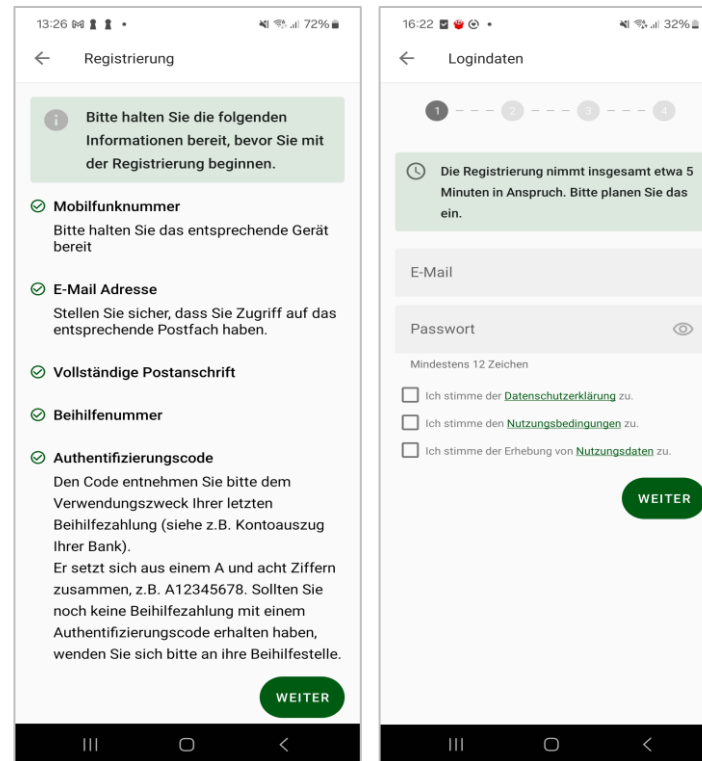 13:26 72%
Registrierung
Bitte halten Sie die folgenden
Informationen bereit, bevor Sie mit
der Registrierung beginnen.
Mobilfunknummer
Bitte halten Sie das entsprechende Gerät
bereit
E-Mail Adresse
Stellen Sie sicher, dass Sie Zugriff auf das
entsprechende Postfach haben.
Vollständige Postanschrift
Beihilfenummer
Authentifizierungscode
Den Code entnehmen Sie bitte dem
Verwendungszweck Ihrer letzten
Beihilfezahlung (siehe z.B. Kontoauszug
Ihrer Bank).
Er setzt sich aus einem A und acht Ziffern
zusammen, z.B. A12345678. Sollten Sie
noch keine Beihilfezahlung mit einem
Authentifizierungscode erhalten haben,
wenden Sie sich bitte an ihre Beihilfestelle.
WEITER
16:22 32%
Logindaten
1 2 3 4
Die Registrierung nimmt insgesamt etwa 5
Minuten in Anspruch. Bitte planen Sie das
ein.
E-Mail
Passwort
Mindestens 12 Zeichen
Ich stimme der Datenschutzerklärung zu.
Ich stimme den Nutzungsbedingungen zu.
Ich stimme der Erhebung von Nutzungsdaten zu.
WEITER